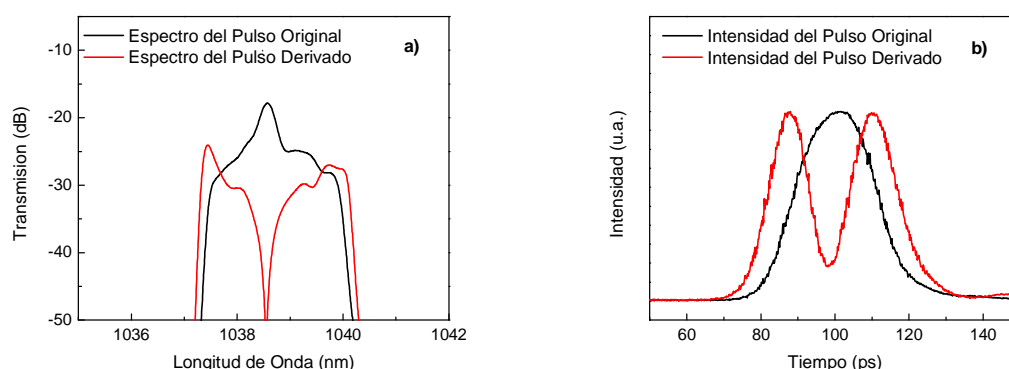 Espectro del Pulso Original
Espectro del Pulso Derivado
a)
Transmision (dB)
-10
-20
-30
-40
-50
1036
1038
1040
1042
Longitud de Onda (nm)
Intensidad del Pulso Original
Intensidad del Pulso Derivado
b)
Intensidad (u.a.)
60
80
100
120
140
Tiempo (ps)